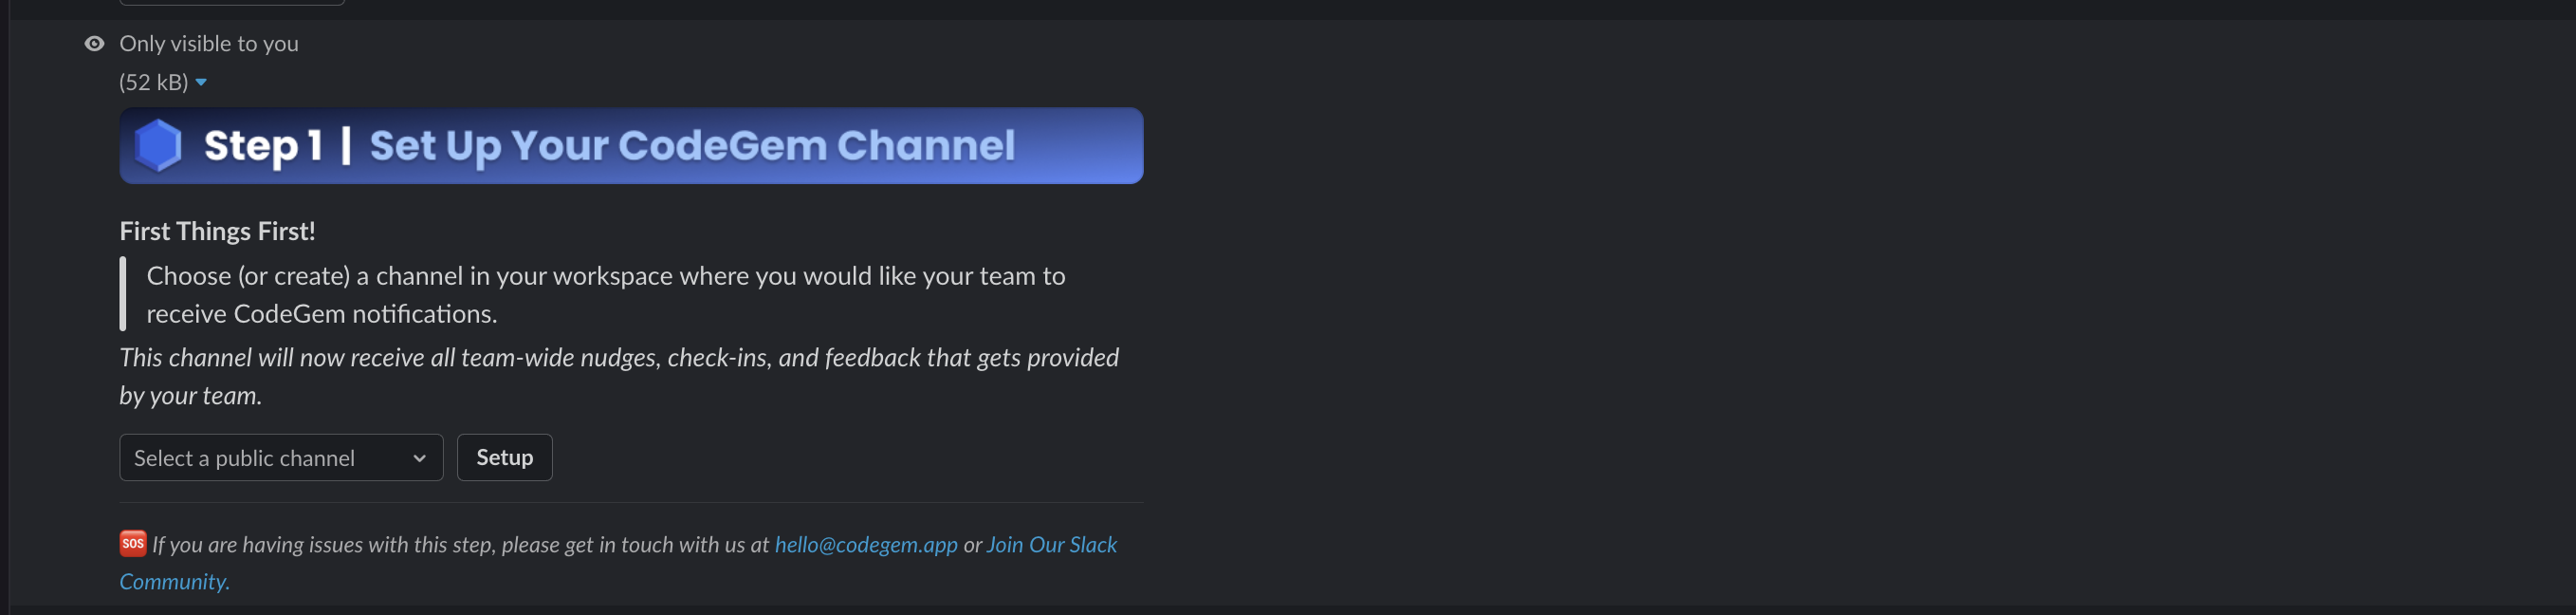 Only visible to you
(52 kB)
Step 1 | Set Up Your CodeGem Channel
First Things First!
Choose (or create) a channel in your workspace where you would like your team to
receive CodeGem notifications.
This channel will now receive all team-wide nudges, check-ins, and feedback that gets provided
by your team.
Select a public channel
Setup
SOS If you are having issues with this step, please get in touch with us at hello@codegem.app or Join Our Slack
Community.